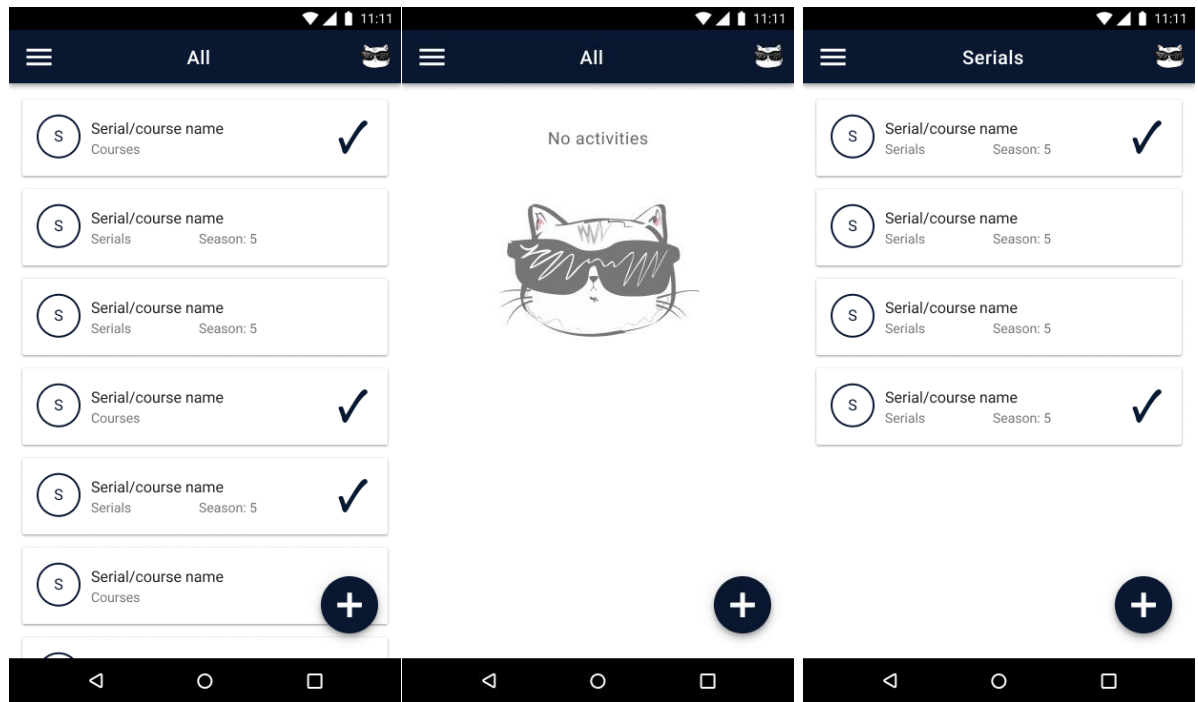 11:11
All
S
Serial/course name
Courses
S
Serial/course name
Serials Season: 5
S
Serial/course name
Serials Season: 5
S
Serial/course name
Courses
S
Serial/course name
Serials Season: 5
S
Serial/course name
Courses
11:11
All
No activities
11:11
Serials
S
Serial/course name
Serials Season: 5
S
Serial/course name
Serials Season: 5
S
Serial/course name
Serials Season: 5
S
Serial/course name
Serials Season: 5